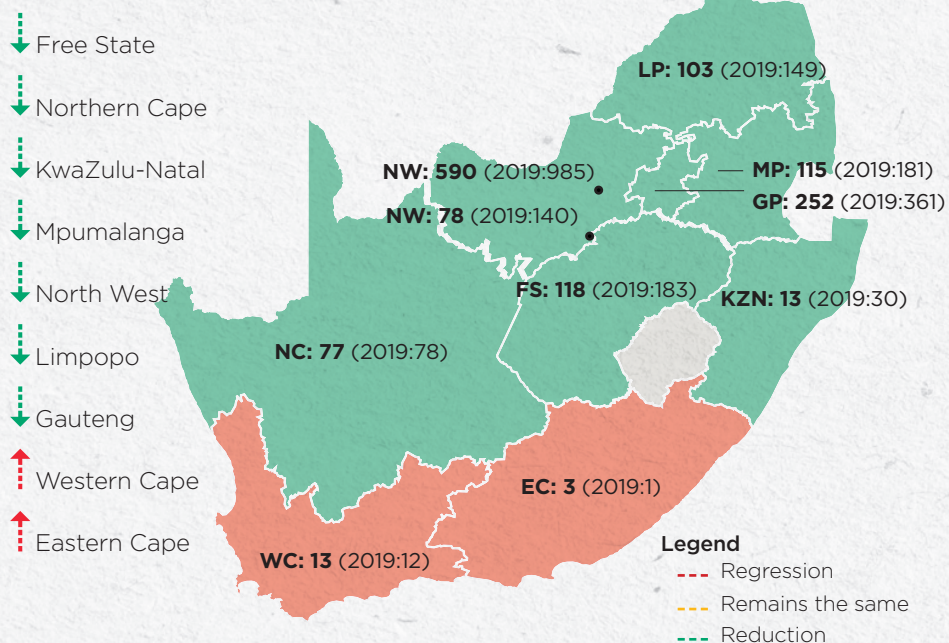 Free State
Northern Cape
KwaZulu-Natal
Mpumalanga
North West
Limpopo
Gauteng
Western Cape
Eastern Cape
LP: 103 (2019:149)
NW: 590 (2019:985)
MP: 115 (2019:181)
GP: 252 (2019:361)
NW: 78 (2019:140)
FS: 118 (2019:183)
KZN: 13 (2019:30)
NC: 77 (2019:78)
EC: 3 (2019:1)
WC: 13 (2019:12)
Legend
Regression
Remains the same
Reduction